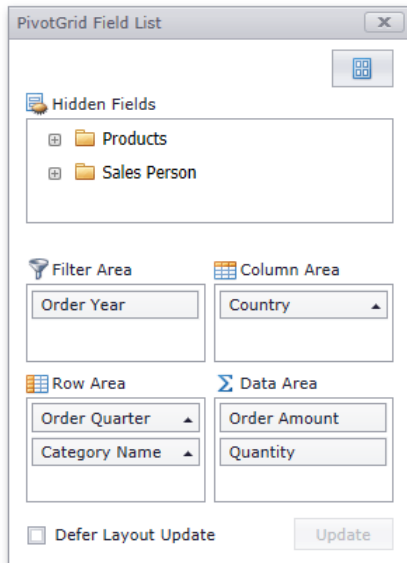 PivotGrid Field List
Hidden Fields
Products
Sales Person
Filter Area
Column Area
Order Year
Country
Row Area
Data Area
Order Quarter
Order Amount
Category Name
Quantity
Defer Layout Update
Update